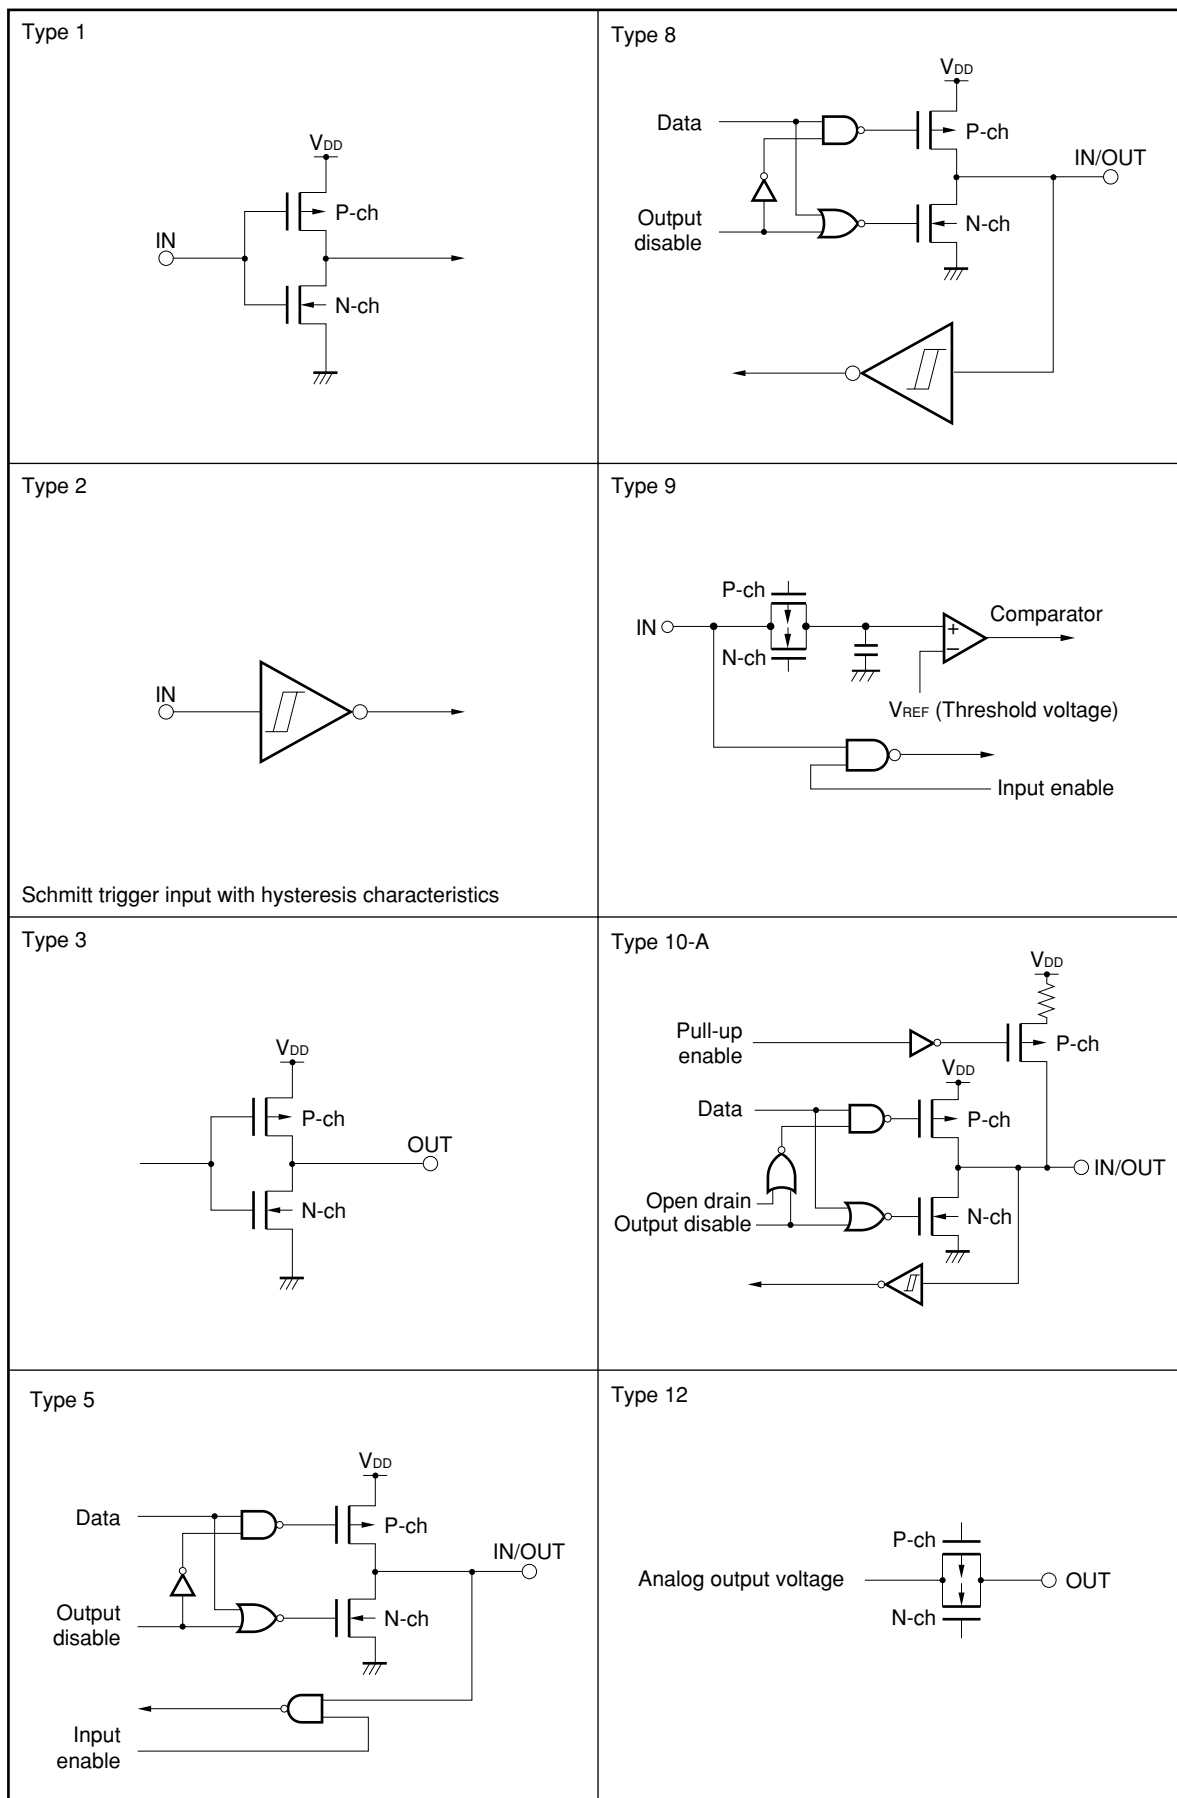 Type 1
VDD
P-ch
IN
N-ch
Type 8
VDD
Data
P-ch
IN/OUT
Output
disable
N-ch
Type 2
IN
Schmitt trigger input with hysteresis characteristics
Type 9
P-ch
IN
N-ch
Comparator
+
−
VREF (Threshold voltage)
Input enable
Type 3
VDD
P-ch
OUT
N-ch
Type 10-A
VDD
Pull-up
enable
P-ch
VDD
Data
P-ch
IN/OUT
Open drain
Output disable
N-ch
Type 5
VDD
Data
P-ch
IN/OUT
Output
disable
N-ch
Input
enable
Type 12
P-ch
Analog output voltage
OUT
N-ch